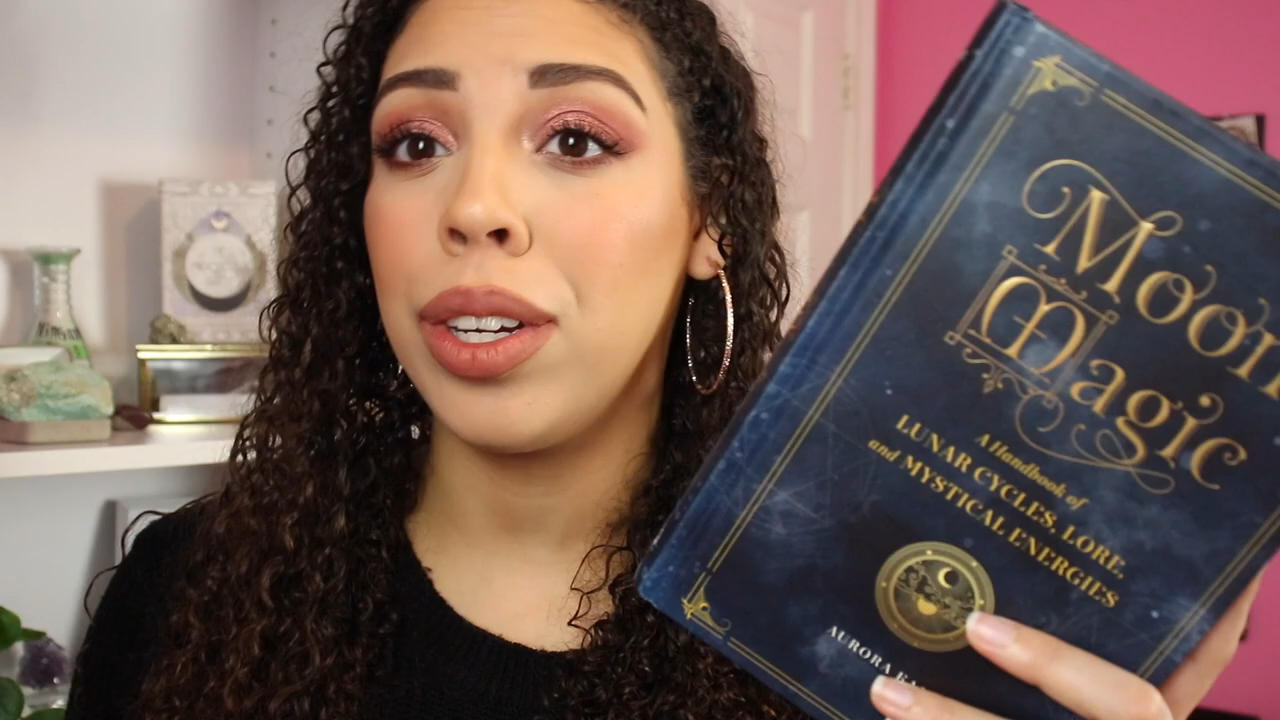 Moon
Magic
A Handbook of
LUNAR CYCLES, LORE,
and MYSTICAL ENERGIES
AURORA